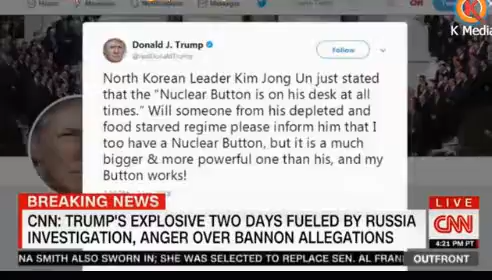 Home
Messages
K Media
Donald J. Trump
@realDonaldTrump
Follow
North Korean Leader Kim Jong Un just stated
that the "Nuclear Button is on his desk at all
times." Will someone from his depleted and
food starved regime please inform him that I
too have a Nuclear Button, but it is a much
bigger & more powerful one than his, and my
Button works!
BREAKING NEWS
LIVE
CNN: TRUMP'S EXPLOSIVE TWO DAYS FUELED BY RUSSIA
INVESTIGATION, ANGER OVER BANNON ALLEGATIONS
CNN
4:21 PM PT
NA SMITH ALSO SWORN IN; SHE WAS SELECTED TO REPLACE SEN. AL FRAN
OUTFRONT